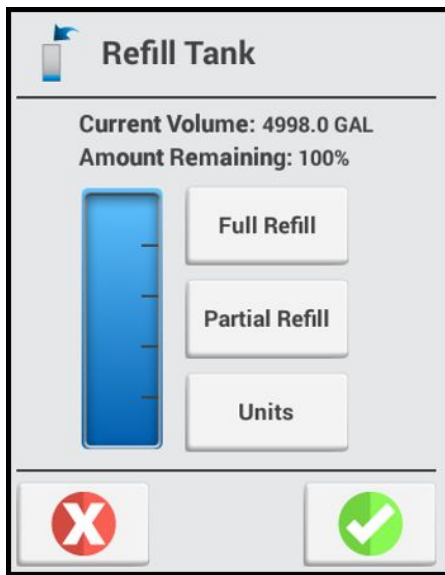 Refill Tank
Current Volume: 4998.0 GAL
Amount Remaining: 100%
Full Refill
Partial Refill
Units